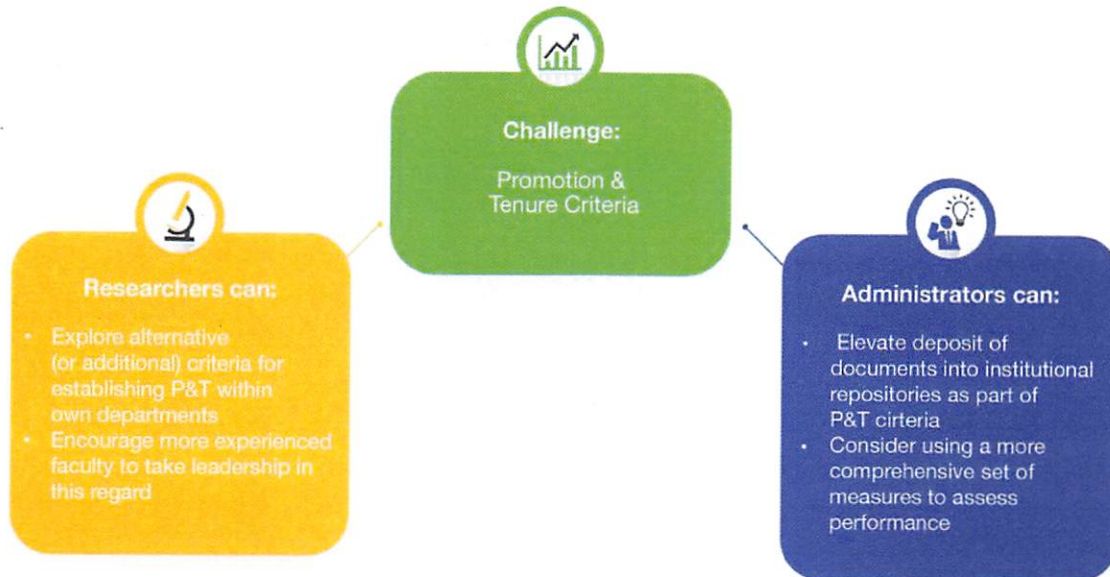 Challenge:
Promotion &
Tenure Criteria
Researchers can:
• Explore alternative
(or additional) criteria for
establishing P&T within
own departments
• Encourage more experienced
faculty to take leadership in
this regard
Administrators can:
• Elevate deposit of
documents into institutional
repositories as part of
P&T cirteria
• Consider using a more
comprehensive set of
measures to assess
performance